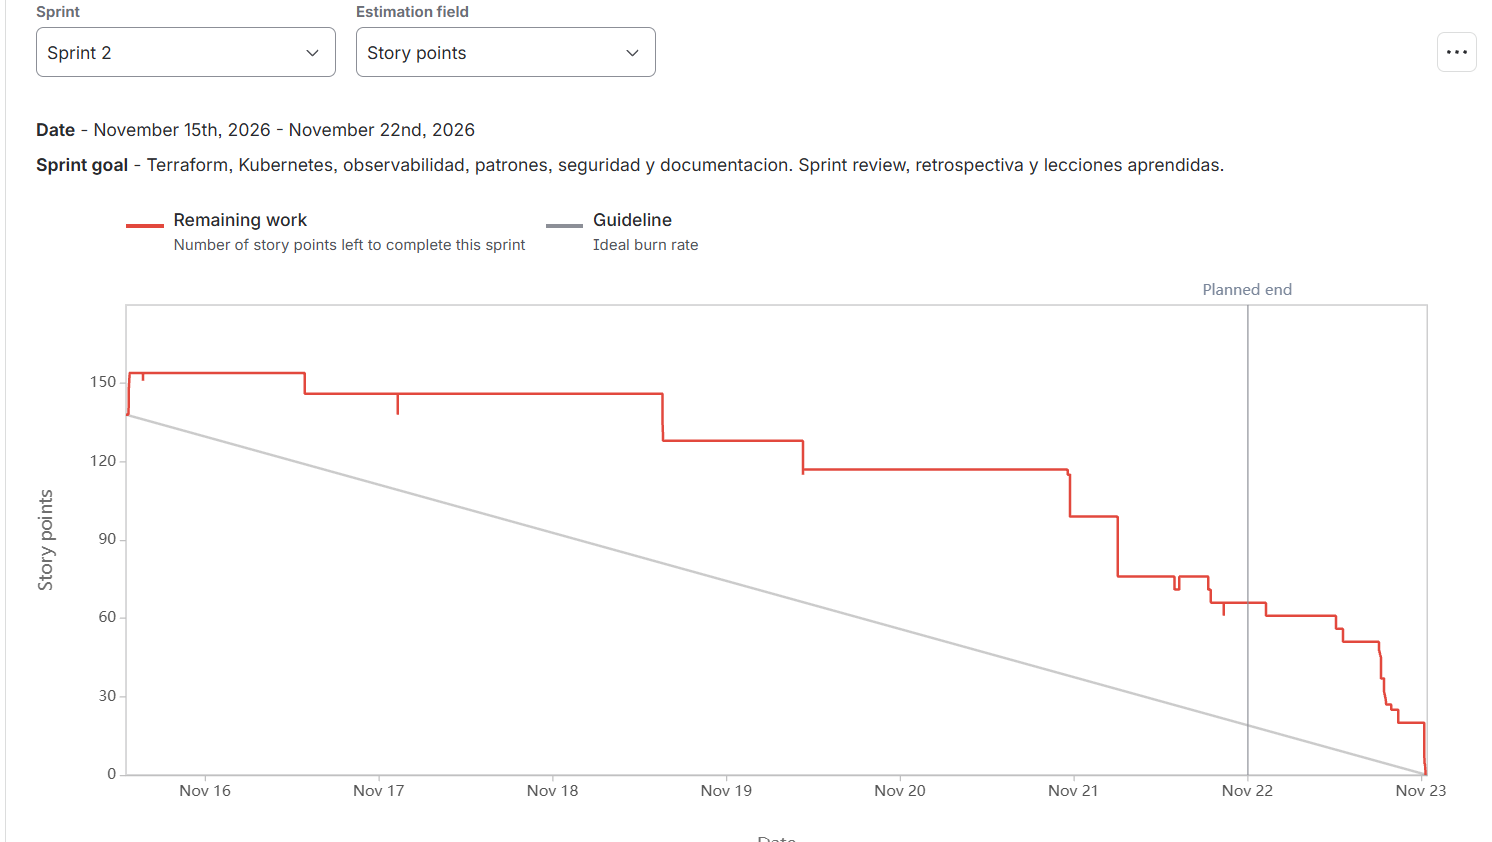 Sprint
Estimation field
Sprint 2
Story points
Date - November 15th, 2026 - November 22nd, 2026
Sprint goal - Terraform, Kubernetes, observabilidad, patrones, seguridad y documentacion. Sprint review, retrospectiva y lecciones aprendidas.
Remaining work
Number of story points left to complete this sprint
Guideline
Ideal burn rate
Planned end
150
120
90
60
30
0
Story points
Nov 16
Nov 17
Nov 18
Nov 19
Nov 20
Nov 21
Nov 22
Nov 23
Date